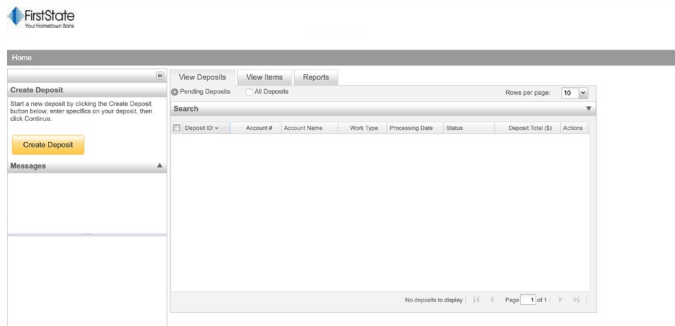 FirstState
Your Hometown Bank
Home
View Deposits View Items Reports
Create Deposit
Pending Deposits All Deposits Rows per page: 10
Start a new deposit by clicking the Create Deposit
button below, enter specifics on your deposit, then
click Continue.
Search
Deposit ID Account # Account Name Work Type Processing Date Status Deposit Total ($) Actions
Create Deposit
Messages
No deposits to display Page 1 of 1